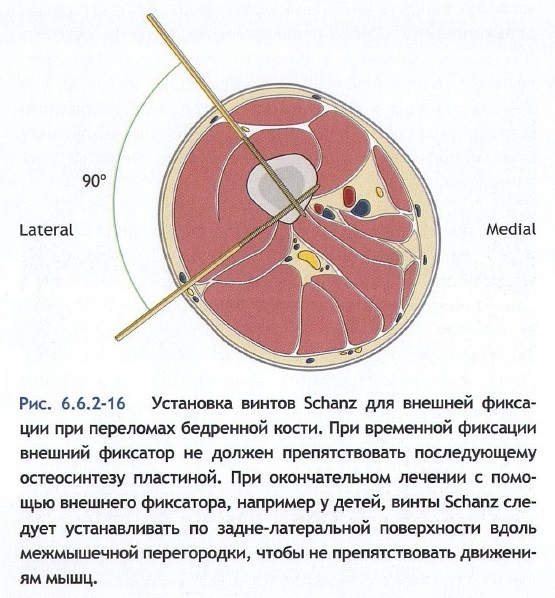 90°
Lateral
Medial
Рис. 6.6.2-16 Установка винтов Schanz для внешней фикса-
ции при переломах бедренной кости. При временной фиксации
внешний фиксатор не должен препятствовать последующему
остеосинтезу пластиной. При окончательном лечении с помо-
щью внешнего фиксатора, например у детей, винты Schanz сле-
дует устанавливать по задне-латеральной поверхности вдоль
межмышечной перегородки, чтобы не препятствовать движени-
ям мышц.